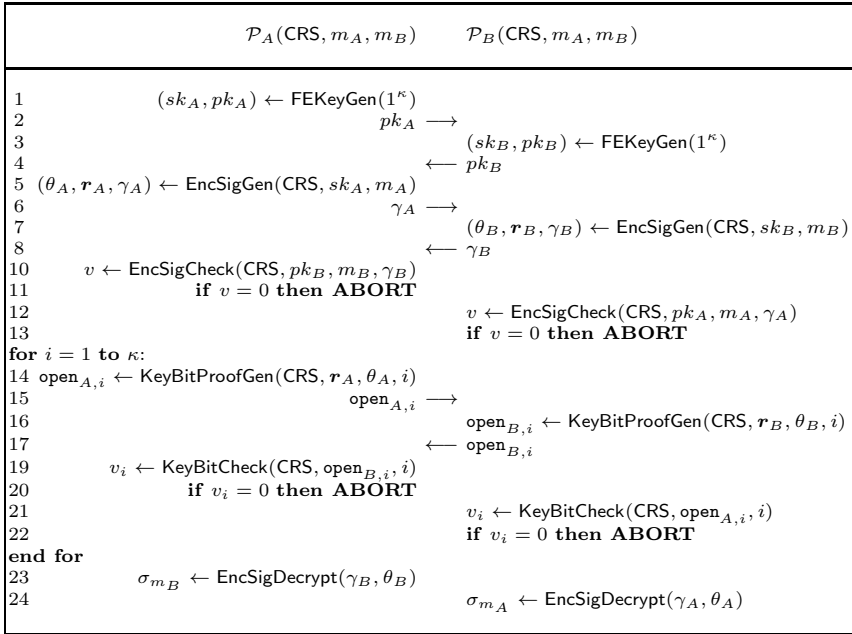 𝒫_A(CRS, m_A, m_B) 𝒫_B(CRS, m_A, m_B)
1 (sk_A, pk_A) ← FEKeyGen(1^κ)
2 pk_A ⟶
3 (sk_B, pk_B) ← FEKeyGen(1^κ)
4 ⟵ pk_B
5 (θ_A, r_A, γ_A) ← EncSigGen(CRS, sk_A, m_A)
6 γ_A ⟶
7 (θ_B, r_B, γ_B) ← EncSigGen(CRS, sk_B, m_B)
8 ⟵ γ_B
10 v ← EncSigCheck(CRS, pk_B, m_B, γ_B)
11 if v = 0 then ABORT
12 v ← EncSigCheck(CRS, pk_A, m_A, γ_A)
13 if v = 0 then ABORT
for i = 1 to κ:
14 open_{A,i} ← KeyBitProofGen(CRS, r_A, θ_A, i)
15 open_{A,i} ⟶
16 open_{B,i} ← KeyBitProofGen(CRS, r_B, θ_B, i)
17 ⟵ open_{B,i}
19 v_i ← KeyBitCheck(CRS, open_{B,i}, i)
20 if v_i = 0 then ABORT
21 v_i ← KeyBitCheck(CRS, open_{A,i}, i)
22 if v_i = 0 then ABORT
end for
23 σ_{m_B} ← EncSigDecrypt(γ_B, θ_B)
24 σ_{m_A} ← EncSigDecrypt(γ_A, θ_A)